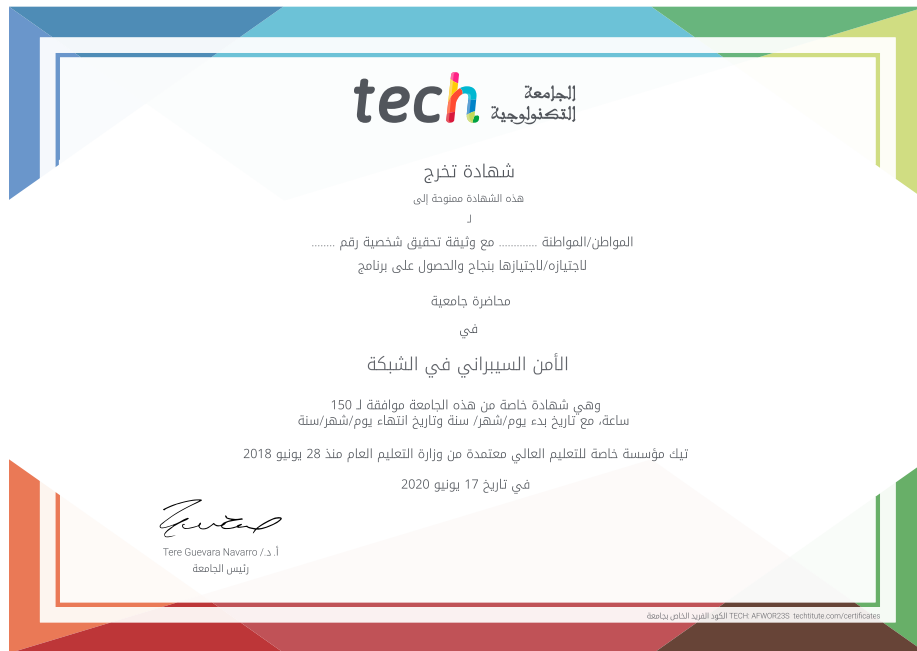 tech الجامعة
التكنولوجية
شهادة تخرج
هذه الشهادة ممنوحة إلى
لـ
المواطن/المواطنة ............ مع وثيقة تحقيق شخصية رقم ........
لاجتيازه/لاجتيازها بنجاح والحصول على برنامج
محاضرة جامعية
في
الأمن السيبراني في الشبكة
وهي شهادة خاصة من هذه الجامعة موافقة لـ 150
ساعة، مع تاريخ بدء يوم/شهر/ سنة وتاريخ انتهاء يوم/شهر/سنة
تيك مؤسسة خاصة للتعليم العالي معتمدة من وزارة التعليم العام منذ 28 يونيو 2018
في تاريخ 17 يونيو 2020
أ. د./ Tere Guevara Navarro
رئيس الجامعة
الكود الفريد الخاص بجامعة TECH: AFWOR23S techtitute.com/certificates